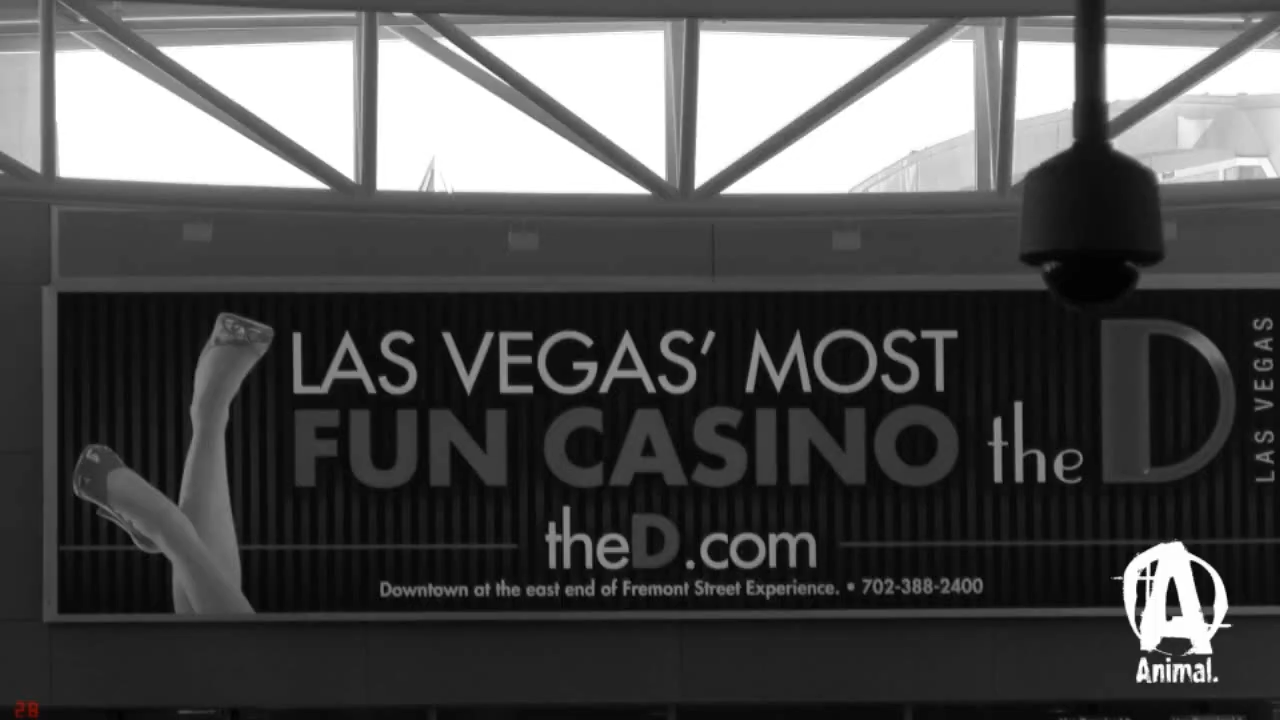 LAS VEGAS' MOST
FUN CASINO
the D
LAS VEGAS
theD.com
Downtown at the east end of Fremont Street Experience. • 702-388-2400
A
Animal.
28